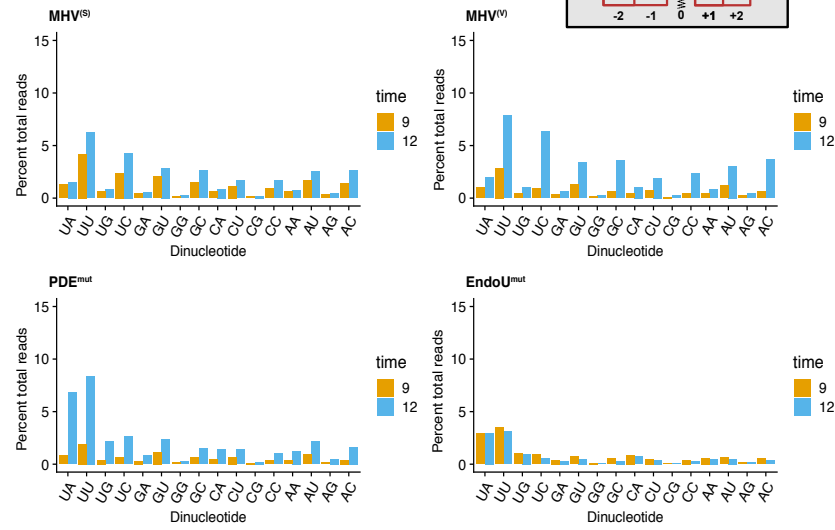 -2 -1 0 +1 +2
MHV(S)
15
10
5
0
Percent total reads
UA UU UG UC GA GU GG GC CA CU CG CC AA AU AG AC
Dinucleotide
time
9
12
MHV(V)
15
10
5
0
Percent total reads
UA UU UG UC GA GU GG GC CA CU CG CC AA AU AG AC
Dinucleotide
time
9
12
PDEmut
15
10
5
0
Percent total reads
UA UU UG UC GA GU GG GC CA CU CG CC AA AU AG AC
Dinucleotide
time
9
12
EndoUmut
15
10
5
0
Percent total reads
UA UU UG UC GA GU GG GC CA CU CG CC AA AU AG AC
Dinucleotide
time
9
12